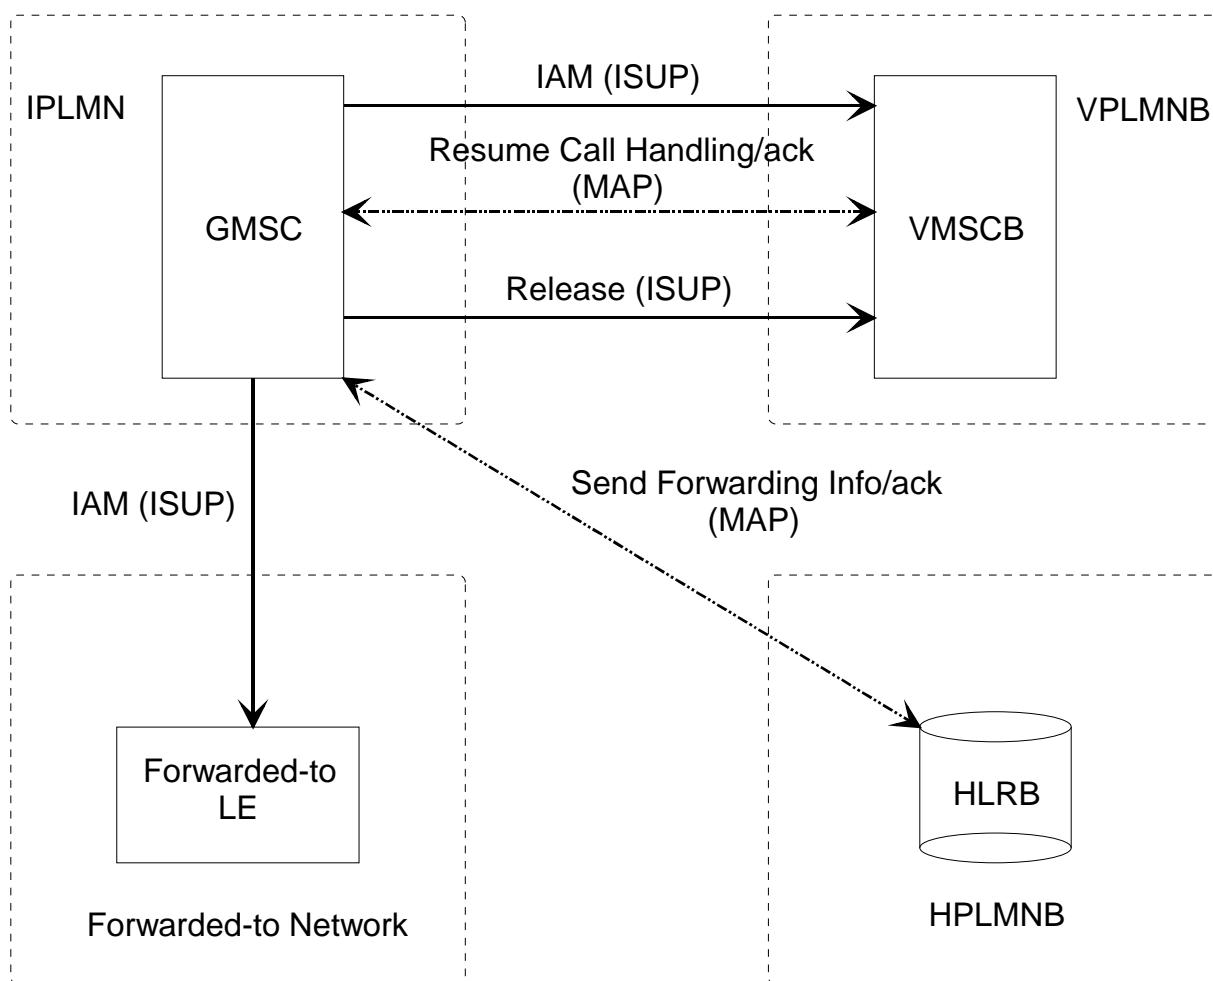 IAM (ISUP)
IPLMN
VPLMNB
Resume Call Handling/ack
(MAP)
GMSC
VMSCB
Release (ISUP)
Send Forwarding Info/ack
(MAP)
IAM (ISUP)
Forwarded-to
LE
HLRB
Forwarded-to Network
HPLMNB